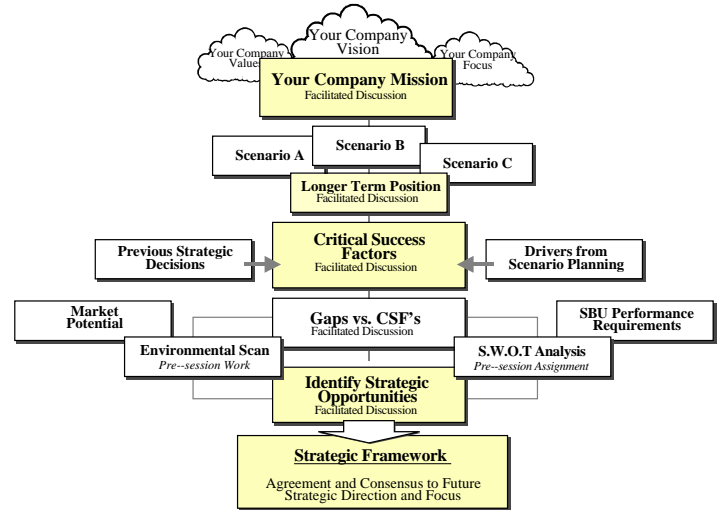 Your Company
Vision
Your Company
Values
Your Company
Focus
Your Company Mission
Facilitated Discussion
Scenario A
Scenario B
Scenario C
Longer Term Position
Facilitated Discussion
Critical Success
Factors
Facilitated Discussion
Previous Strategic
Decisions
Drivers from
Scenario Planning
Market
Potential
Gaps vs. CSF's
Facilitated Discussion
SBU Performance
Requirements
Environmental Scan
Pre--session Work
S.W.O.T Analysis
Pre--session Assignment
Identify Strategic
Opportunities
Facilitated Discussion
Strategic Framework
Agreement and Consensus to Future
Strategic Direction and Focus